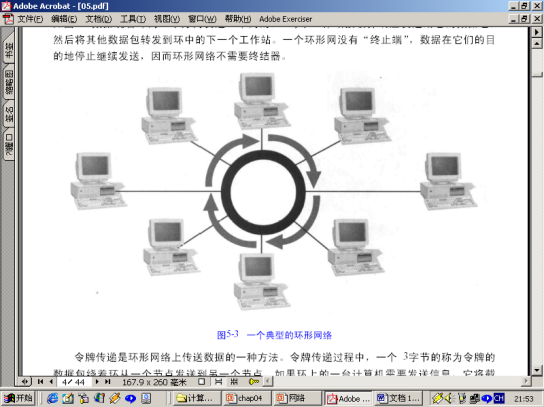 Adobe Acrobat - [05.pdf]
文件(F) 编辑(E) 文档(D) 工具(T) 视图(V) 窗口(W) 帮助(H) Adobe Exerciser
然后将其他数据包转发到环中的下一个工作站。一个环形网没有“终止端”，数据在它们的目
的地停止继续发送，因而环形网络不需要终结器。
书签
缩略图
签名
图5-3 一个典型的环形网络
令牌传递是环形网络上传送数据的一种方法。令牌传递过程中，一个 3字节的称为令牌的
数据包绕着环从一个节点发送到另一个节点。如果环上的一台计算机需要发送信息，它将截
4 / 44 167.9 x 260 毫米
开始 计算... chap04 网络 Adobe ... 文档 1... CH 21:53